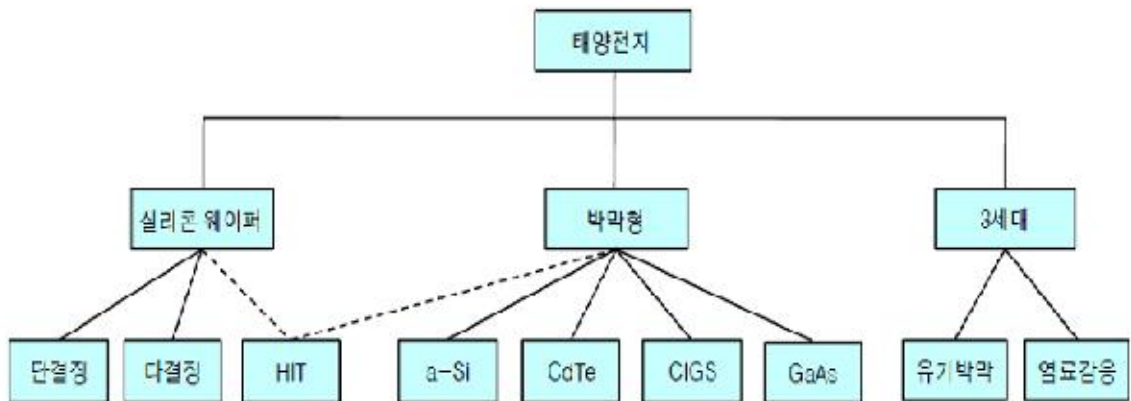 태양전지
실리콘 웨이퍼
박막형
3세대
단결정
다결정
HIT
a-Si
CdTe
CIGS
GaAs
유기박막
염료감응